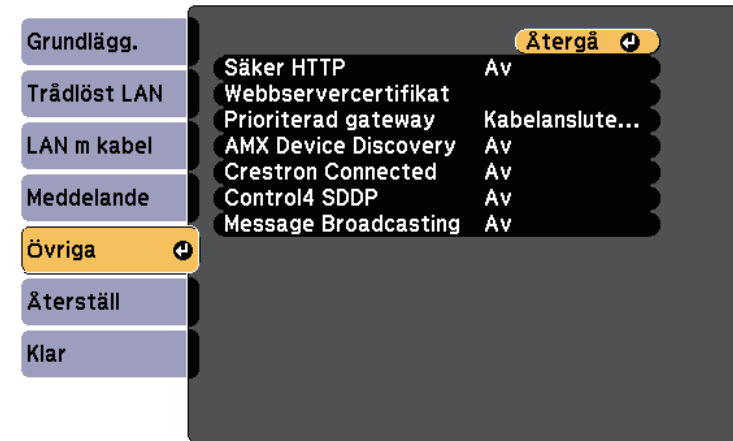 Grundlägg.
Trådlöst LAN
LAN m kabel
Meddelande
Övriga
Återställ
Klar
Återgå
Säker HTTP Av
Webbservercertifikat
Prioriterad gateway Kabelanslute...
AMX Device Discovery Av
Crestron Connected Av
Control4 SDDP Av
Message Broadcasting Av